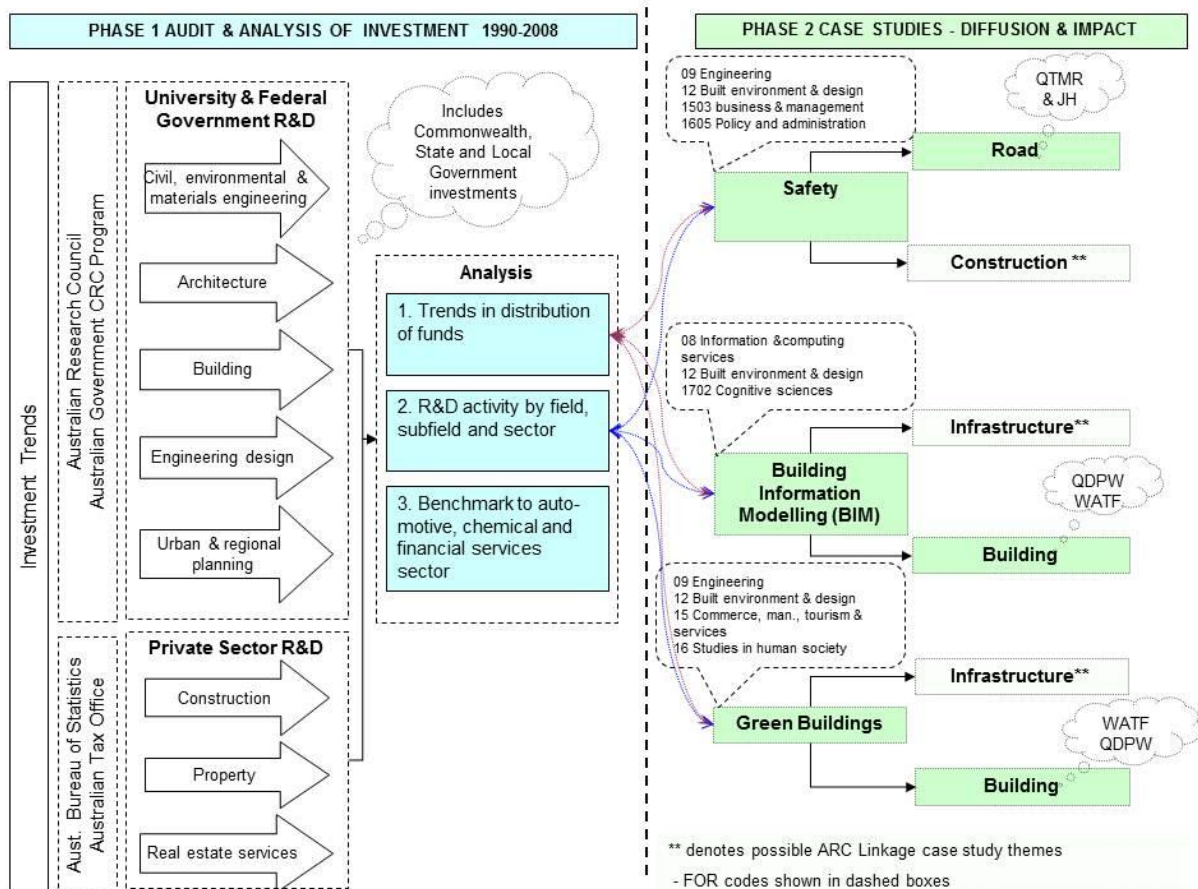 PHASE 1 AUDIT & ANALYSIS OF INVESTMENT 1990-2008
Investment Trends
Australian Research Council
Australian Government CRC Program
University & Federal
Government R&D
Civil, environmental &
materials engineering
Architecture
Building
Engineering design
Urban & regional
planning
Aust. Bureau of Statistics
Australian Tax Office
Private Sector R&D
Construction
Property
Real estate services
Includes
Commonwealth,
State and Local
Government
investments
Analysis
1. Trends in distribution
of funds
2. R&D activity by field,
subfield and sector
3. Benchmark to auto-
motive, chemical and
financial services
sector
PHASE 2 CASE STUDIES - DIFFUSION & IMPACT
09 Engineering
12 Built environment & design
1503 business & management
1605 Policy and administration
Safety
QTMR
& JH
Road
Construction **
08 Information &computing
services
12 Built environment & design
1702 Cognitive sciences
Building
Information
Modelling (BIM)
Infrastructure**
QDPW
WATF
Building
09 Engineering
12 Built environment & design
15 Commerce, man., tourism &
services
16 Studies in human society
Green Buildings
Infrastructure**
WATF
QDPW
Building
** denotes possible ARC Linkage case study themes
- FOR codes shown in dashed boxes